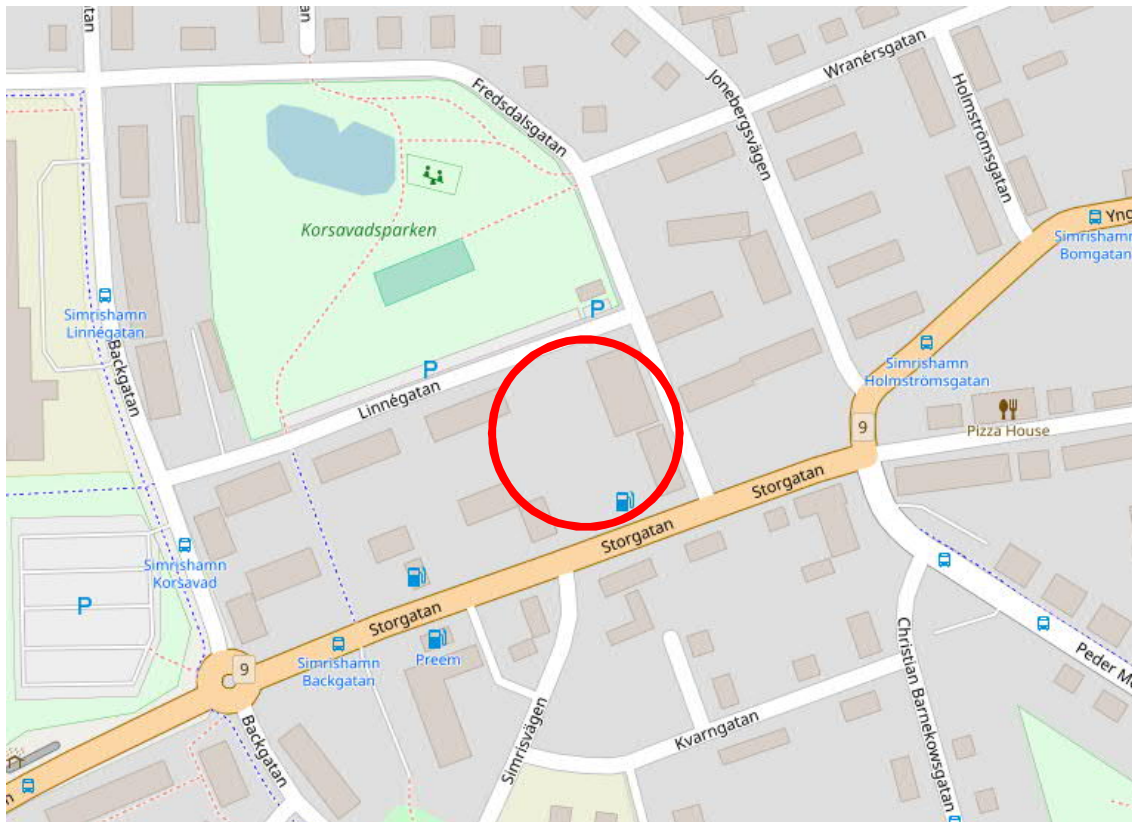 Wranérsgatan
Jonebergsvägen
Holmströmsgatan
Fredsdalsgatan
Korsavadsparken
Simrishamn
Bomgatan
Simrishamn
Linnégatan
Backgatan
P
P
Linnégatan
Simrishamn
Holmströmsgatan
9
Pizza House
Storgatan
Storgatan
Simrishamn
Korsavad
P
Storgatan
Simrishamn
Backgatan
Preem
9
Backgatan
Simrisvägen
Kvarngatan
Christian Barnekowsgatan